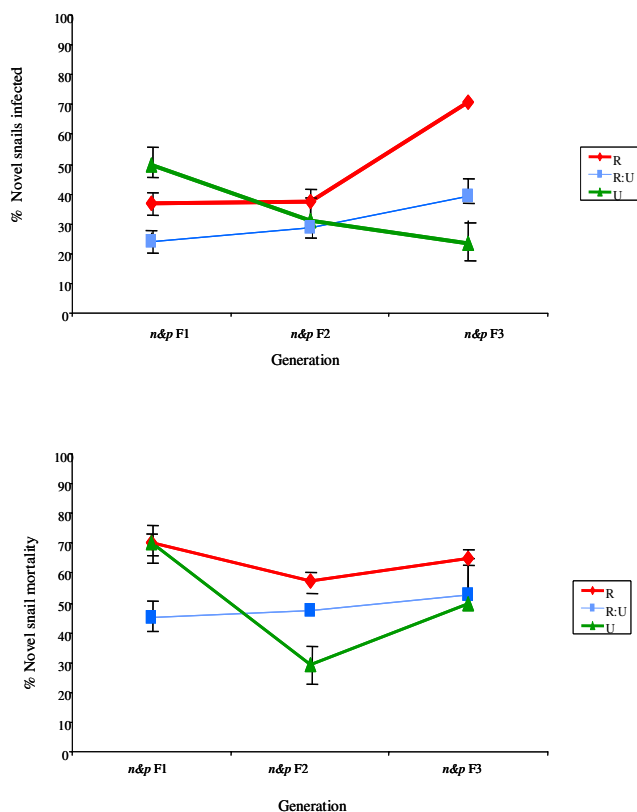 100
90
80
70
60
50
40
30
20
10
0
% Novel snails infected
n&p F1 n&p F2 n&p F3
Generation
R
R:U
U
100
90
80
70
60
50
40
30
20
10
0
% Novel snail mortality
n&p F1 n&p F2 n&p F3
Generation
R
R:U
U